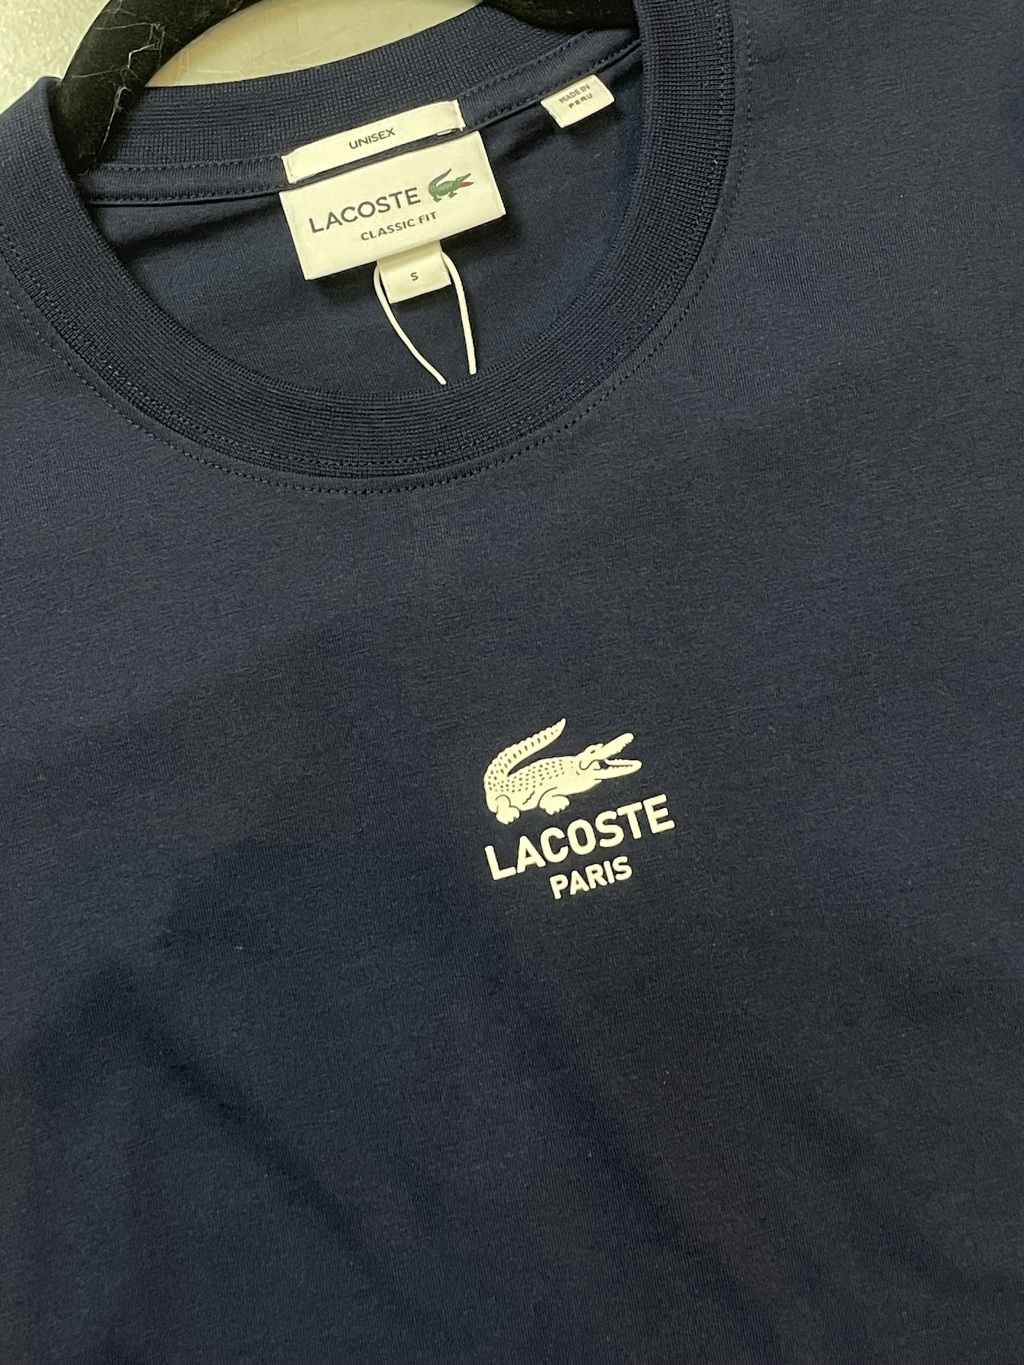 UNISEX
LACOSTE
CLASSIC FIT
S
MADE IN
PERU
LACOSTE
PARIS